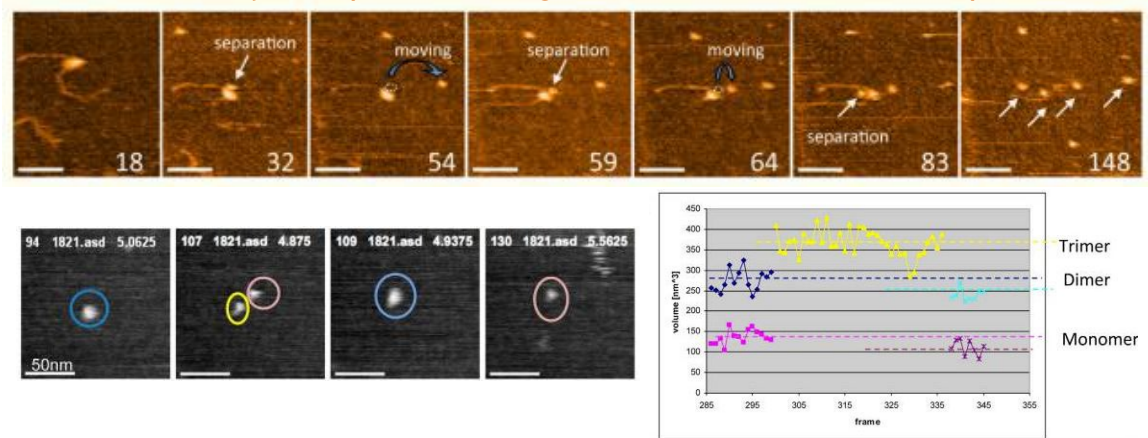 separation
moving
separation
moving
separation
18
32
54
59
64
83
148
94 1821.asd 5.0625
107 1821.asd 4.875
109 1821.asd 4.9375
130 1821.asd 5.5625
50nm
volume [nm^3]
450
400
350
300
250
200
150
100
50
0
285
295
305
315
325
335
345
355
frame
Trimer
Dimer
Monomer